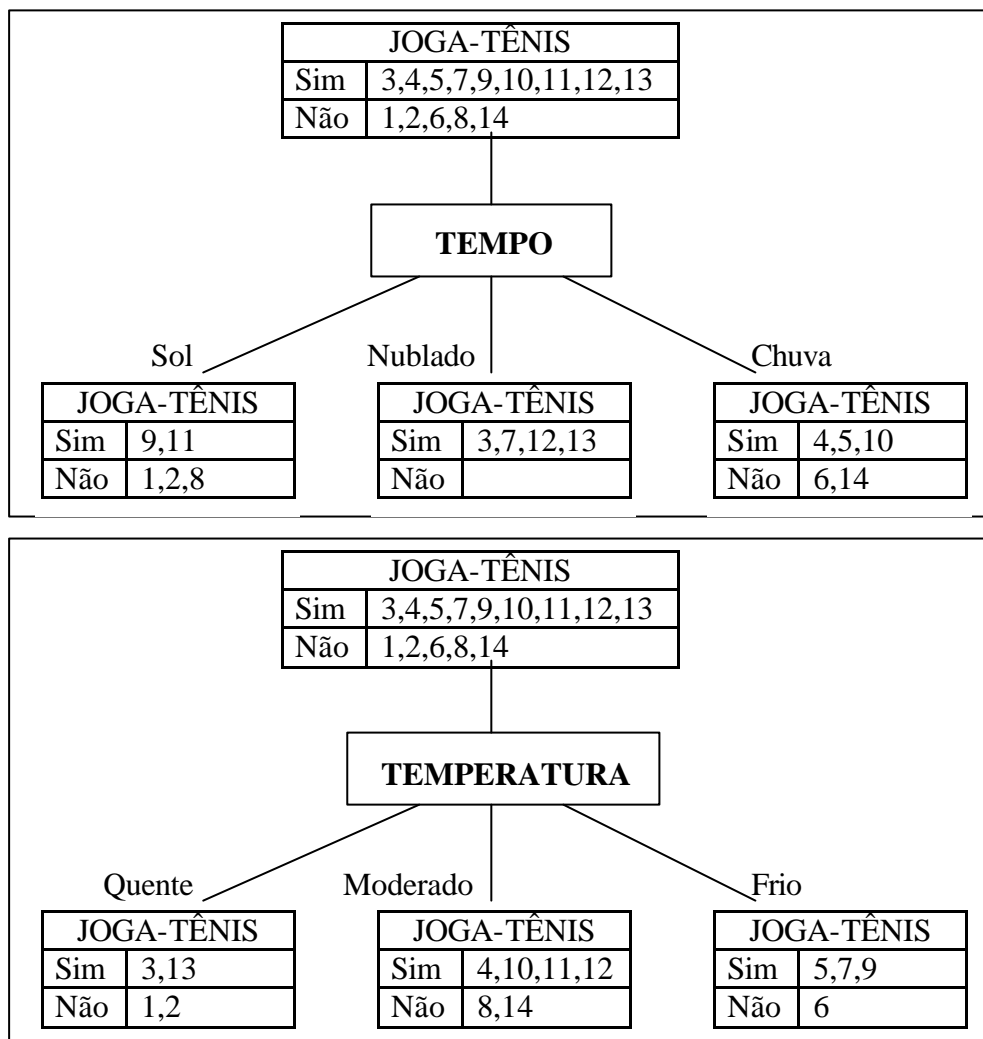 JOGA-TÊNIS
Sim 3,4,5,7,9,10,11,12,13
Não 1,2,6,8,14
TEMPO
Sol Nublado Chuva
JOGA-TÊNIS JOGA-TÊNIS JOGA-TÊNIS
Sim 9,11 Sim 3,7,12,13 Sim 4,5,10
Não 1,2,8 Não Não 6,14
JOGA-TÊNIS
Sim 3,4,5,7,9,10,11,12,13
Não 1,2,6,8,14
TEMPERATURA
Quente Moderado Frio
JOGA-TÊNIS JOGA-TÊNIS JOGA-TÊNIS
Sim 3,13 Sim 4,10,11,12 Sim 5,7,9
Não 1,2 Não 8,14 Não 6